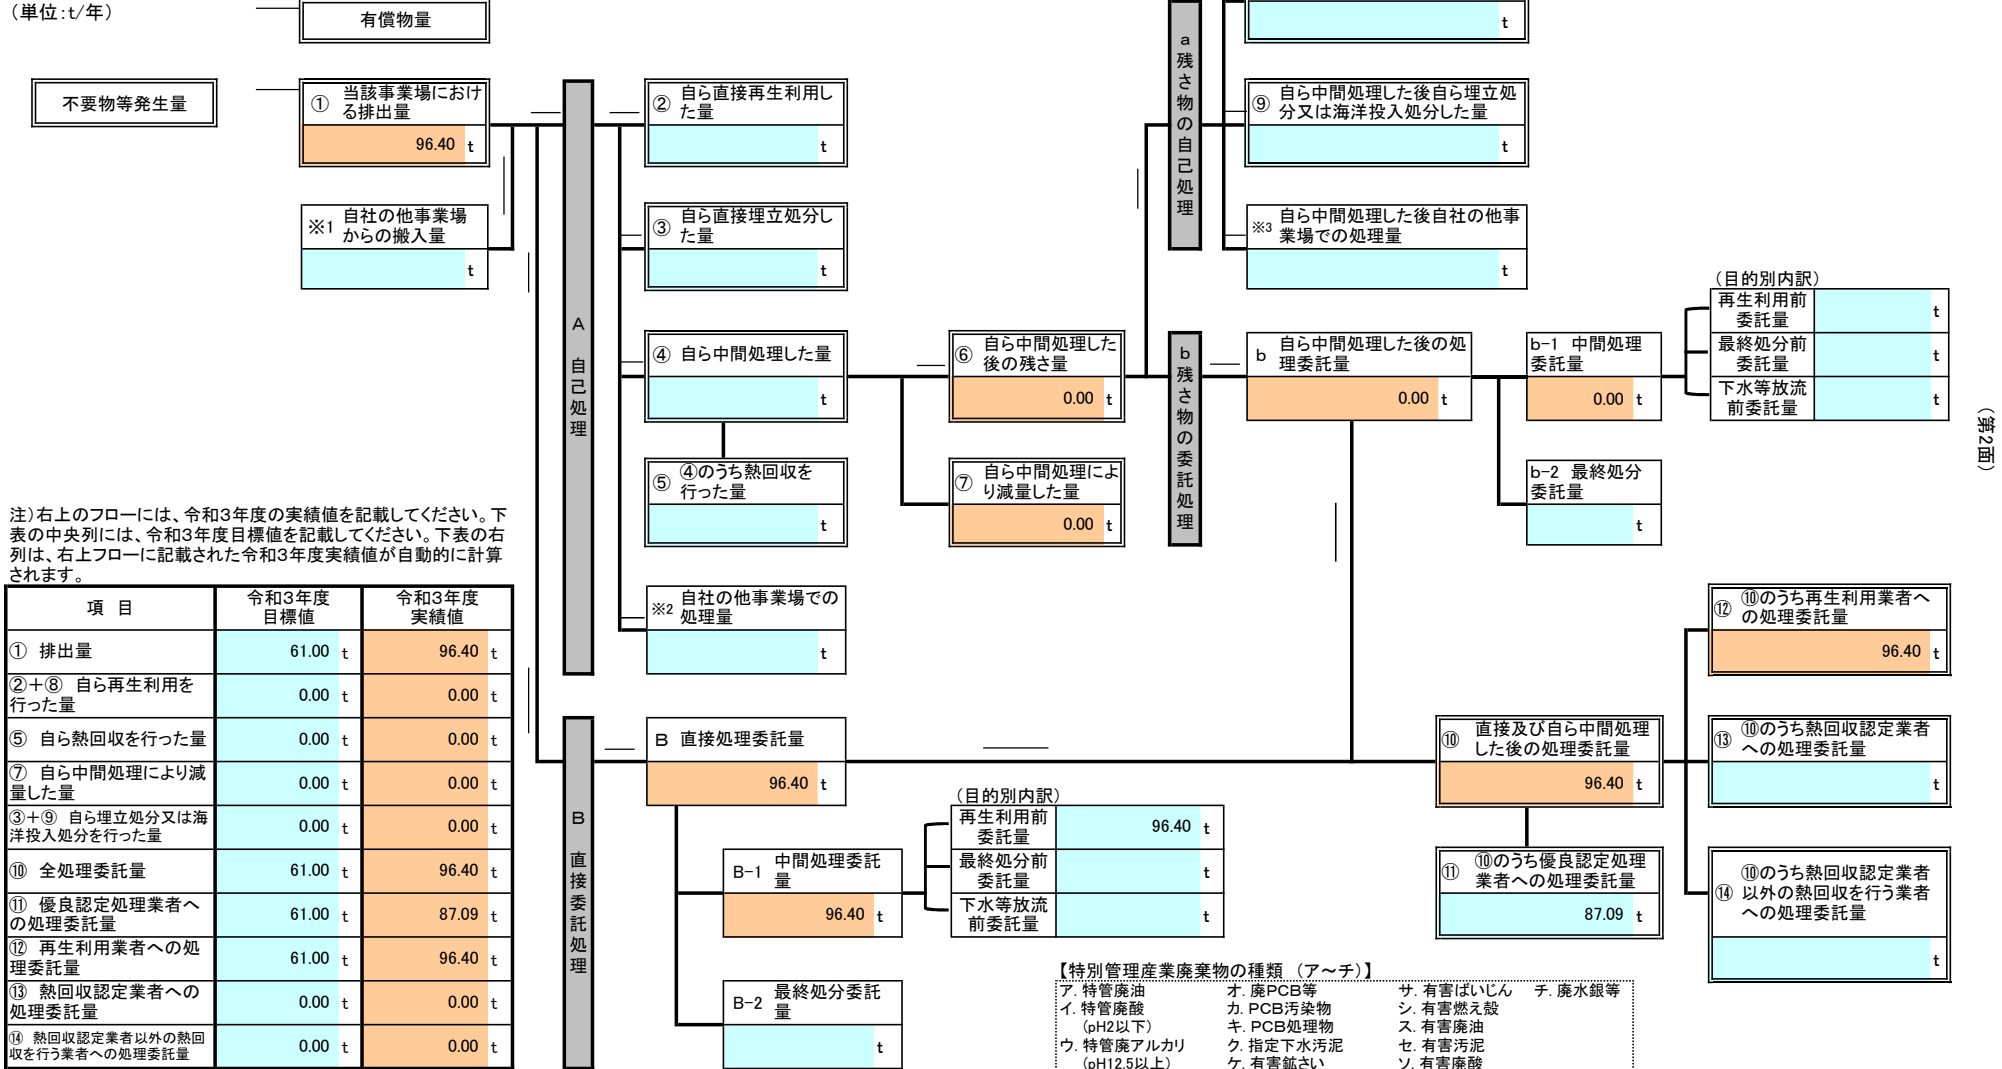 (単位:t/年)
有償物量
t
不要物等発生量
① 当該事業場におけ
る排出量
96.40 t
※1 自社の他事業場
からの搬入量
t
A 自己処理
② 自ら直接再生利用し
た量
t
③ 自ら直接埋立処分し
た量
t
④ 自ら中間処理した量
t
⑤ ④のうち熱回収を
行った量
t
※2 自社の他事業場での
処理量
t
⑥ 自ら中間処理した
後の残さ量
0.00 t
⑦ 自ら中間処理によ
り減量した量
0.00 t
a 残さ物の自己処理
⑨ 自ら中間処理した後自ら埋立処
分又は海洋投入処分した量
t
※3 自ら中間処理した後自社の他事
業場での処理量
t
b 残さ物の委託処理
b 自ら中間処理した後の処
理委託量
0.00 t
b-1 中間処理
委託量
0.00 t
b-2 最終処分
委託量
t
(目的別内訳)
再生利用前
委託量
t
最終処分前
委託量
t
下水等放流
前委託量
t
(第2面)
注)右上のフローには、令和3年度の実績値を記載してください。下
表の中央列には、令和3年度目標値を記載してください。下表の右
列は、右上フローに記載された令和3年度実績値が自動的に計算
されます。
項 目 令和3年度
目標値 令和3年度
実績値
① 排出量 61.00 t 96.40 t
②+⑧ 自ら再生利用を
行った量 0.00 t 0.00 t
⑤ 自ら熱回収を行った量 0.00 t 0.00 t
⑦ 自ら中間処理により減
量した量 0.00 t 0.00 t
③+⑨ 自ら埋立処分又は海
洋投入処分を行った量 0.00 t 0.00 t
⑩ 全処理委託量 61.00 t 96.40 t
⑪ 優良認定処理業者へ
の処理委託量 61.00 t 87.09 t
⑫ 再生利用業者への処
理委託量 61.00 t 96.40 t
⑬ 熱回収認定業者への
処理委託量 0.00 t 0.00 t
⑭ 熱回収認定業者以外の熱回
収を行う業者への処理委託量 0.00 t 0.00 t
B 直接委託処理
B 直接処理委託量
96.40 t
B-1 中間処理委託
量
96.40 t
B-2 最終処分委託
量
t
(目的別内訳)
再生利用前
委託量
96.40 t
最終処分前
委託量
t
下水等放流
前委託量
t
⑩ 直接及び自ら中間処理
した後の処理委託量
96.40 t
⑪ ⑩のうち優良認定処理
業者への処理委託量
87.09 t
⑫ ⑩のうち再生利用業者へ
の処理委託量
96.40 t
⑬ ⑩のうち熱回収認定業者
への処理委託量
t
⑭ ⑩のうち熱回収認定業者
以外の熱回収を行う業者
への処理委託量
t
【特別管理産業廃棄物の種類 (ア~チ)】
ア. 特管廃油 オ. 廃PCB等 サ. 有害ばいじん チ. 廃水銀等
イ. 特管廃酸 カ. PCB汚染物 シ. 有害燃え殻
(pH2以下) キ. PCB処理物 ス. 有害廃油
ウ. 特管廃アルカリ ク. 指定下水汚泥 セ. 有害汚泥
(pH12.5以上) ケ. 有害鉱さい ソ. 有害廃酸